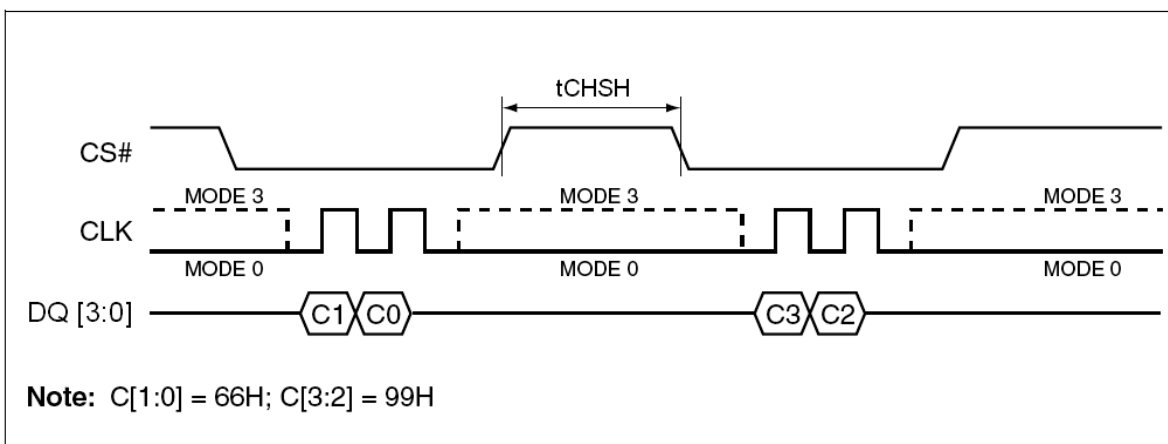 tCHSH
CS#
MODE 3 MODE 3 MODE 3
CLK
MODE 0 MODE 0 MODE 0
DQ [3:0] C1 C0 C3 C2
Note: C[1:0] = 66H; C[3:2] = 99H